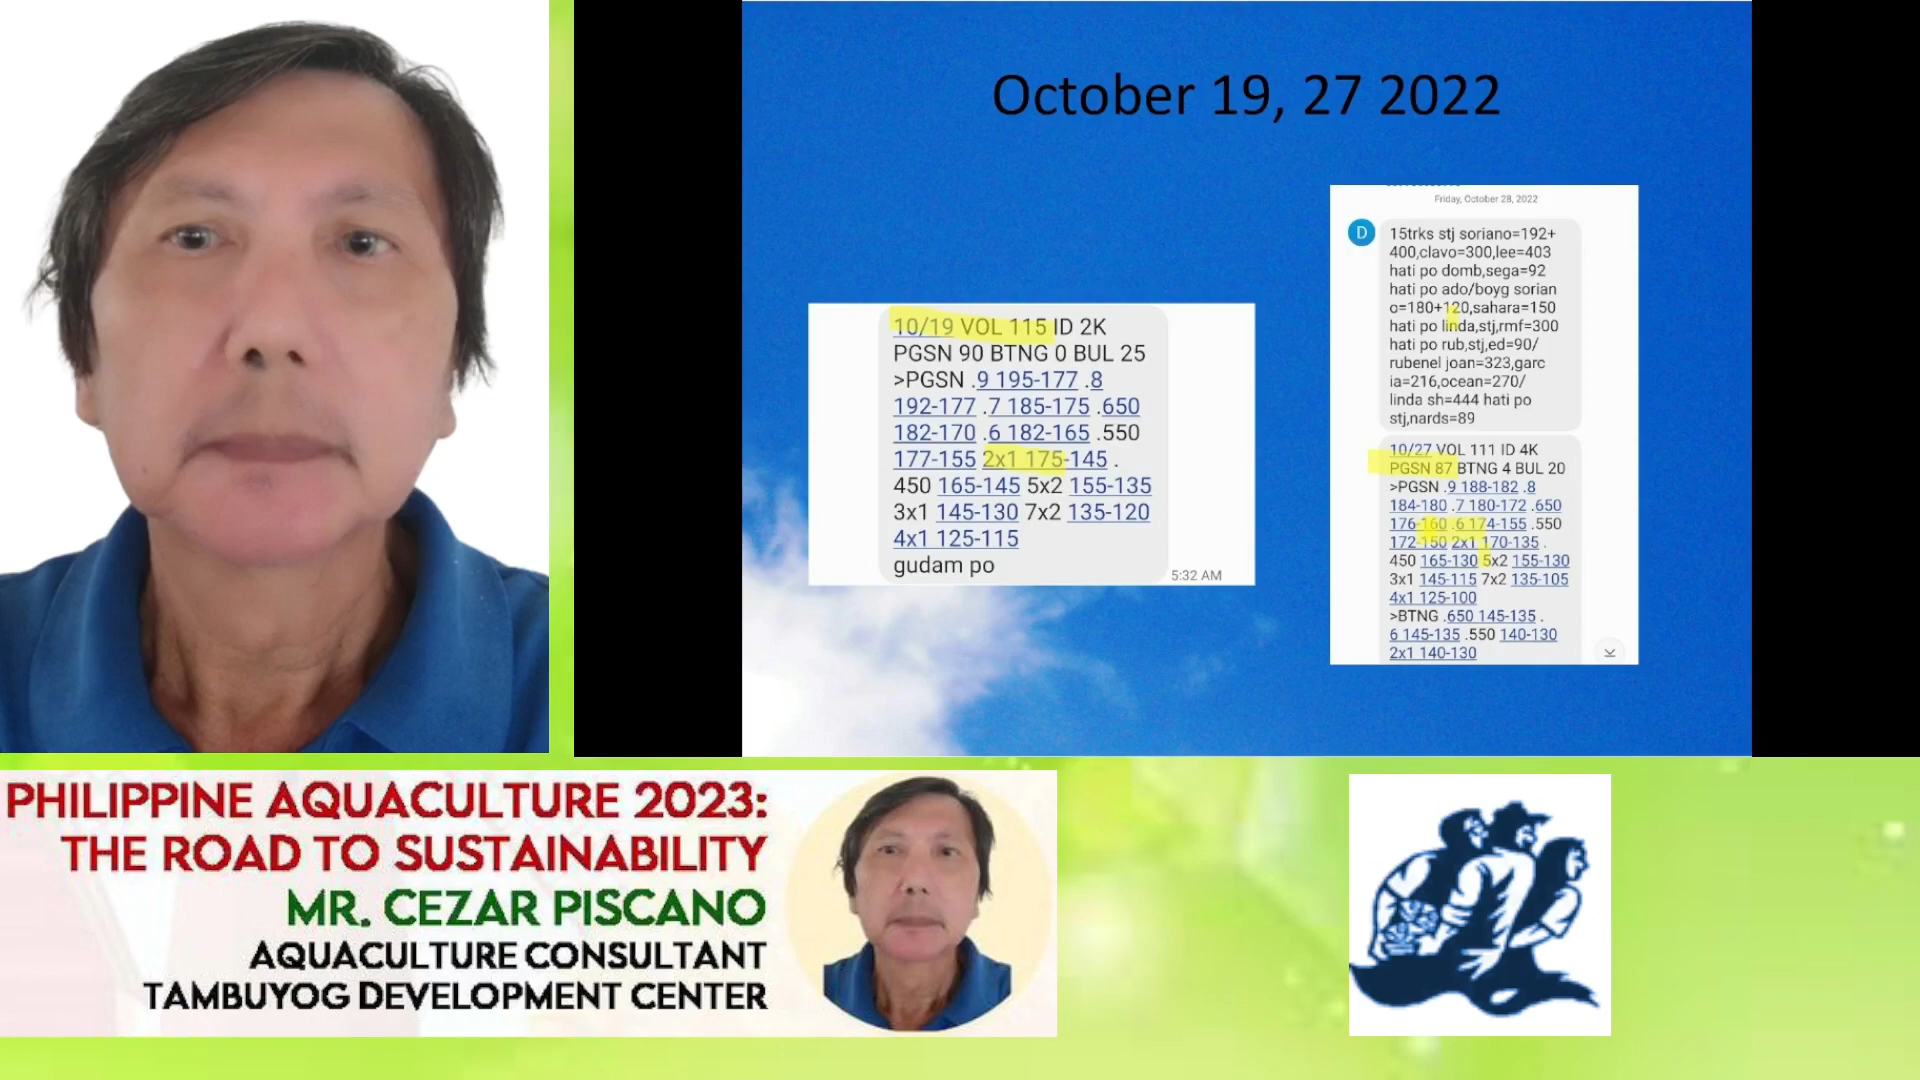 October 19, 27 2022
10/19 VOL 115 ID 2K
PGSN 90 BTNG 0 BUL 25
>PGSN .9 195-177 .8
192-177 .7 185-175 .650
182-170 .6 182-165 .550
177-155 2x1 175-145 .
450 165-145 5x2 155-135
3x1 145-130 7x2 135-120
4x1 125-115
gudam po
5:32 AM
Friday, October 28, 2022
D
15trks stj soriano=192+
400,clavo=300,lee=403
hati po domb,sega=92
hati po ado/boyg sorian
o=180+120,sahara=150
hati po linda,stj,rmf=300
hati po rub,stj,ed=90/
rubenel joan=323,garc
ia=216,ocean=270/
linda sh=444 hati po
stj,nards=89
10/27 VOL 111 ID 4K
PGSN 87 BTNG 4 BUL 20
>PGSN .9 188-182 .8
184-180 .7 180-172 .650
176-160 .6 174-155 .550
172-150 2x1 170-135 .
450 165-130 5x2 155-130
3x1 145-115 7x2 135-105
4x1 125-100
>BTNG .650 145-135 .
6 145-135 .550 140-130
2x1 140-130
PHILIPPINE AQUACULTURE 2023:
THE ROAD TO SUSTAINABILITY
MR. CEZAR PISCANO
AQUACULTURE CONSULTANT
TAMBUYOG DEVELOPMENT CENTER